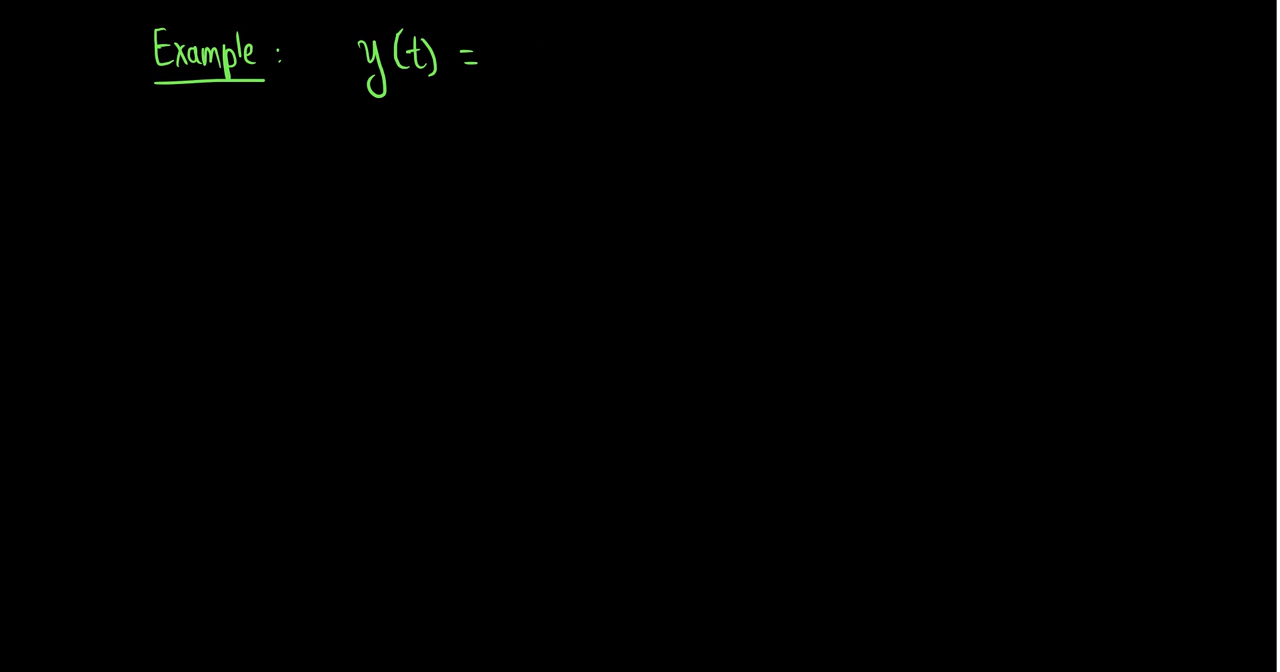 Example : y(t) =